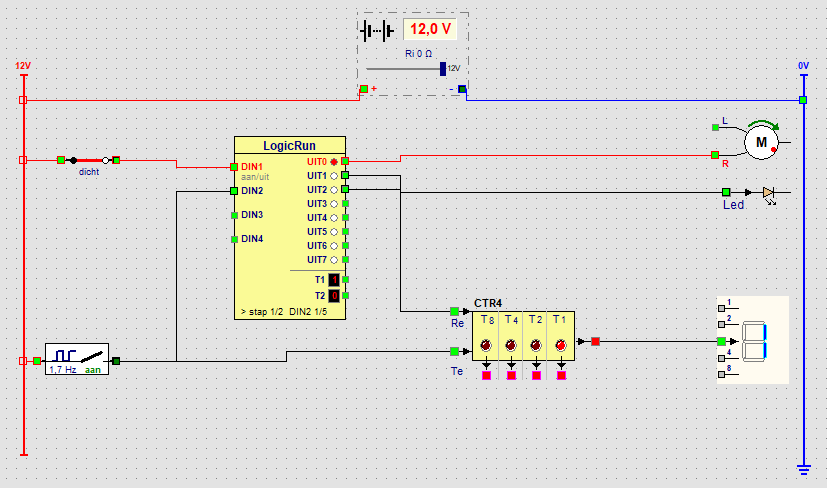 12,0 V
Ri 0 Ω
12V
12V
+
-
0V
LogicRun
L
M
R
DIN1
aan/uit
DIN2
DIN3
DIN4
UIT0
UIT1
UIT2
UIT3
UIT4
UIT5
UIT6
UIT7
T1 1
T2 0
> stap 1/2 DIN2 1/5
dicht
Led
CTR4
Re
Te
T8 T4 T2 T1
1
2
4
8
1,7 Hz aan